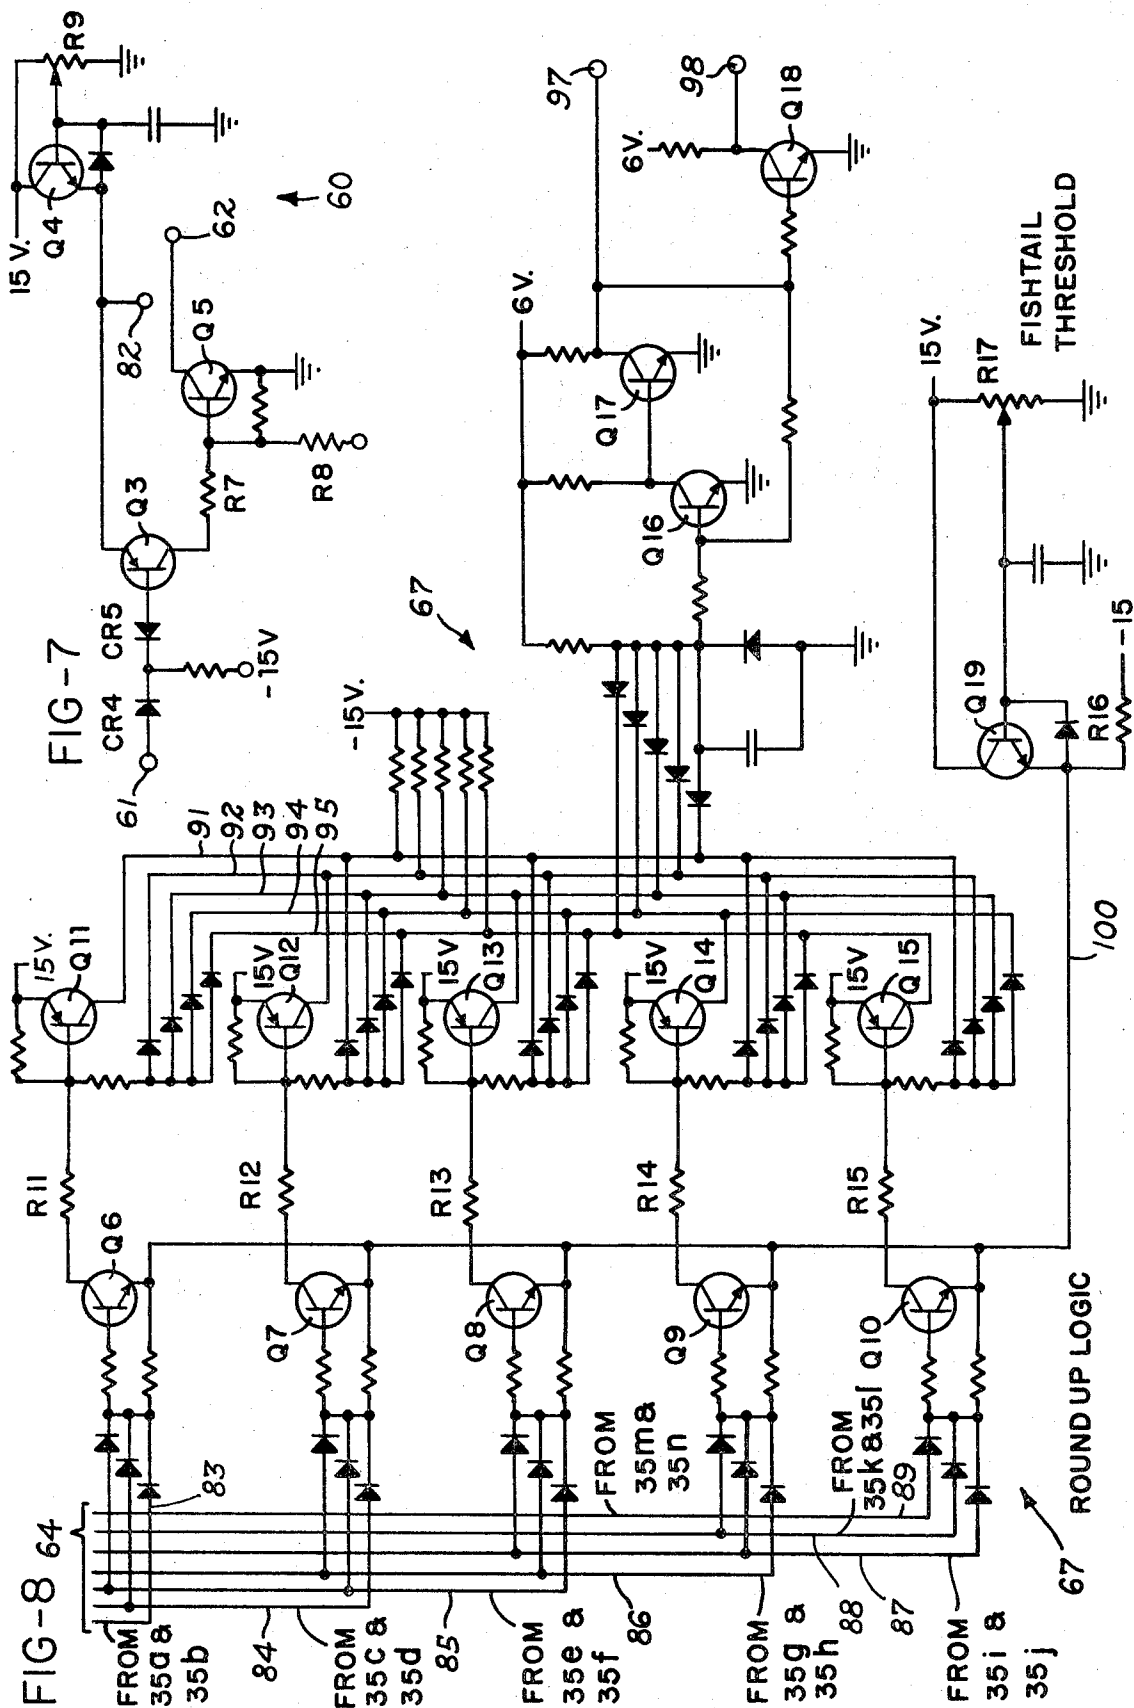 FIG-7
15 V.
R9
Q4
60
62
82
Q5
Q3
R7
R8
CR5
CR4
-15V
61
67
6V.
97
6V.
98
Q18
Q17
Q16
15V.
R17
FISHTAIL
THRESHOLD
Q19
R16
-15
100
-15V.
91
92
93
94
95
15V.
Q11
15V
Q12
15V
Q13
15V
Q14
15V
Q15
R11
R12
R13
R14
R15
Q6
Q7
Q8
Q9
Q10
FIG-8
64
83
FROM
35a &
35b
84
FROM
35c &
35d
85
FROM
35e &
35f
86
FROM
35m &
35n
FROM
35g &
35h
88
FROM
35k & 35l
89
87
FROM
35i &
35j
67
ROUND UP LOGIC